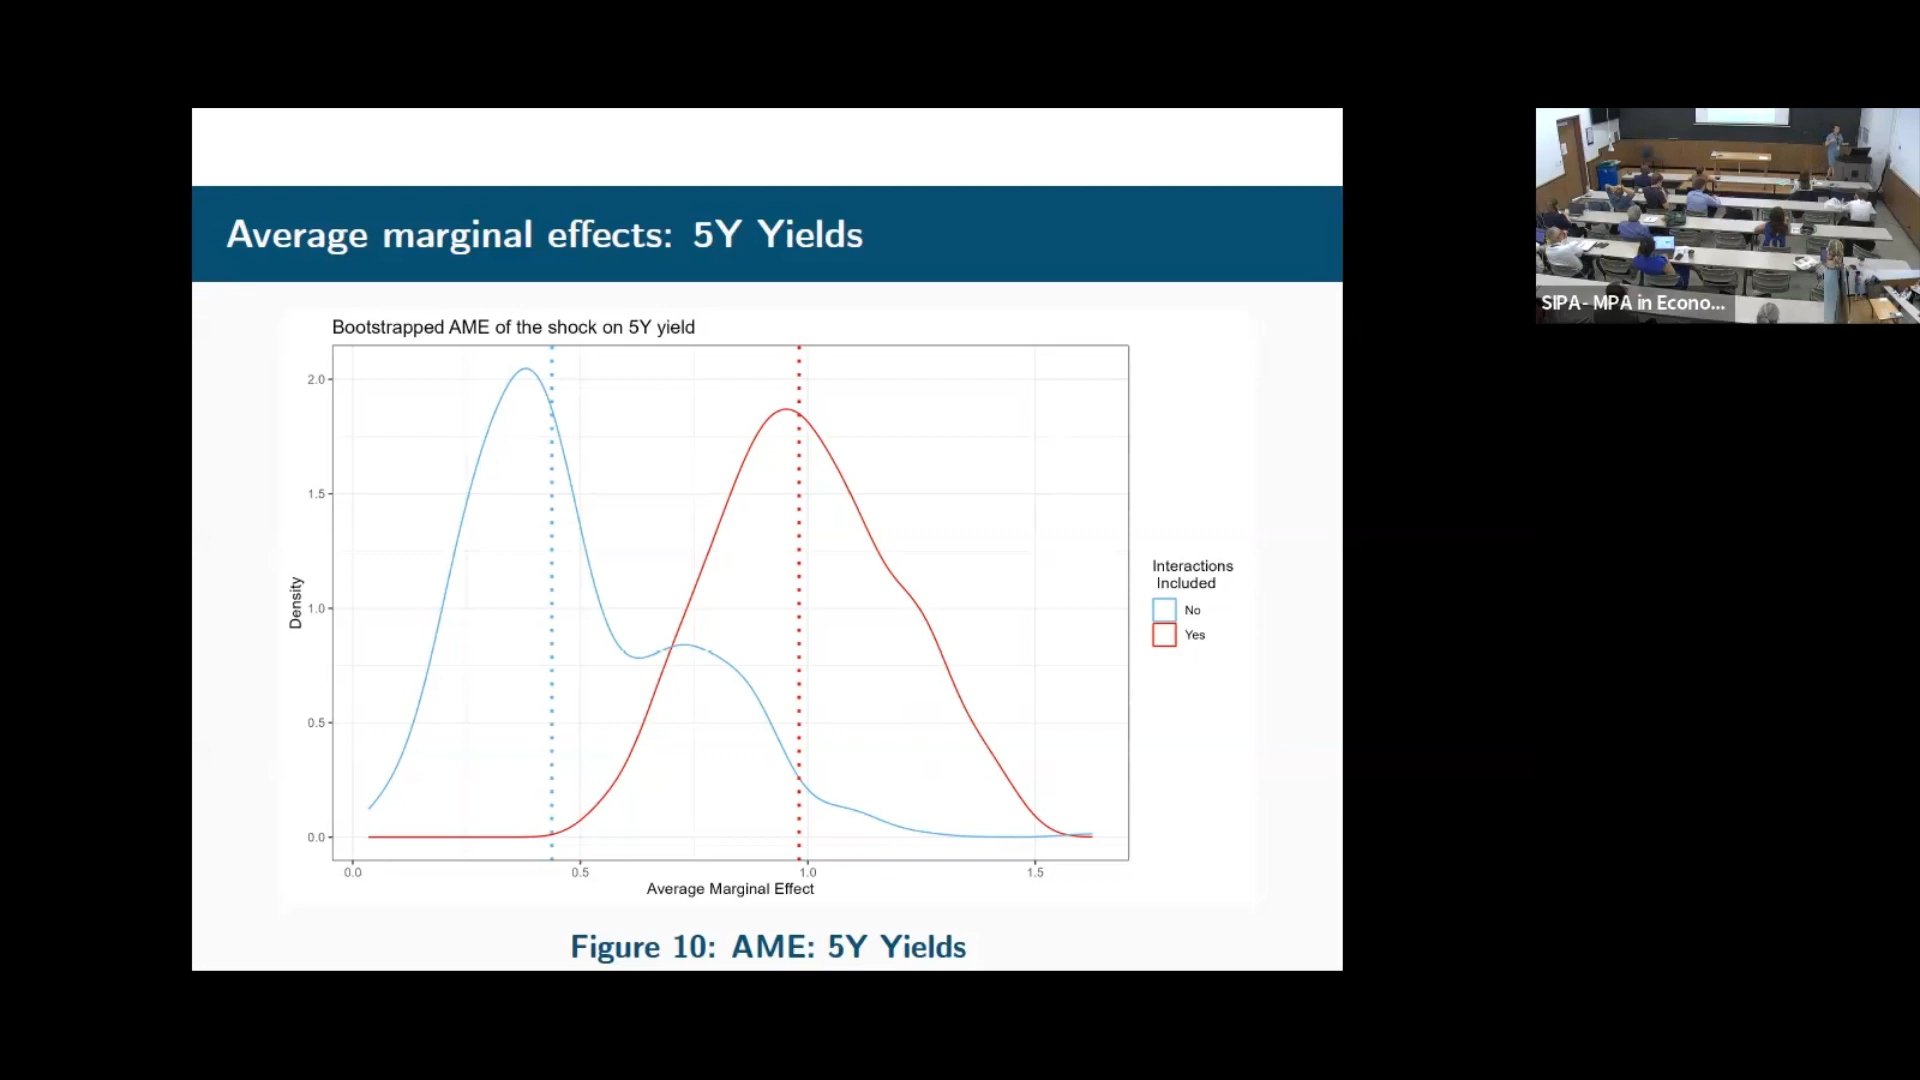 Average marginal effects: 5Y Yields
Bootstrapped AME of the shock on 5Y yield
2.0
1.5
1.0
0.5
0.0
Density
0.0 0.5 1.0 1.5
Average Marginal Effect
Interactions
Included
No
Yes
Figure 10: AME: 5Y Yields
SIPA- MPA in Econo...